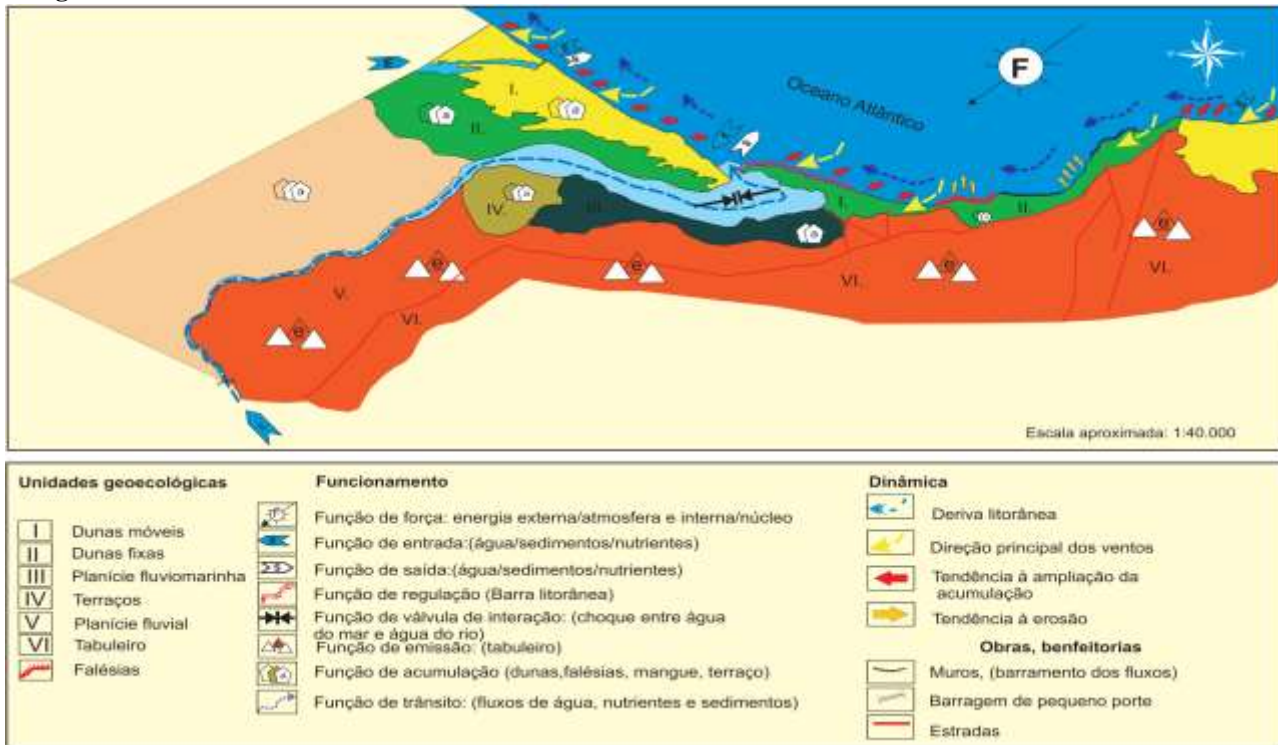 F
Oceano Atlântico
I.
II.
IV.
I.
II.
V.
VI.
VI.
VI.
e
e
e
e
e
Escala aproximada: 1:40.000
Unidades geoecológicas
I Dunas móveis
II Dunas fixas
III Planície fluviomarinha
IV Terraços
V Planície fluvial
VI Tabuleiro
Falésias
Funcionamento
Função de força: energia externa/atmosfera e interna/núcleo
Função de entrada:(água/sedimentos/nutrientes)
Função de saída:(água/sedimentos/nutrientes)
Função de regulação (Barra litorânea)
Função de válvula de interação: (choque entre água
do mar e água do rio)
Função de emissão: (tabuleiro)
Função de acumulação (dunas,falésias, mangue, terraço)
Função de trânsito: (fluxos de água, nutrientes e sedimentos)
Dinâmica
Deriva litorânea
Direção principal dos ventos
Tendência à ampliação da
acumulação
Tendência à erosão
Obras, benfeitorias
Muros, (barramento dos fluxos)
Barragem de pequeno porte
Estradas